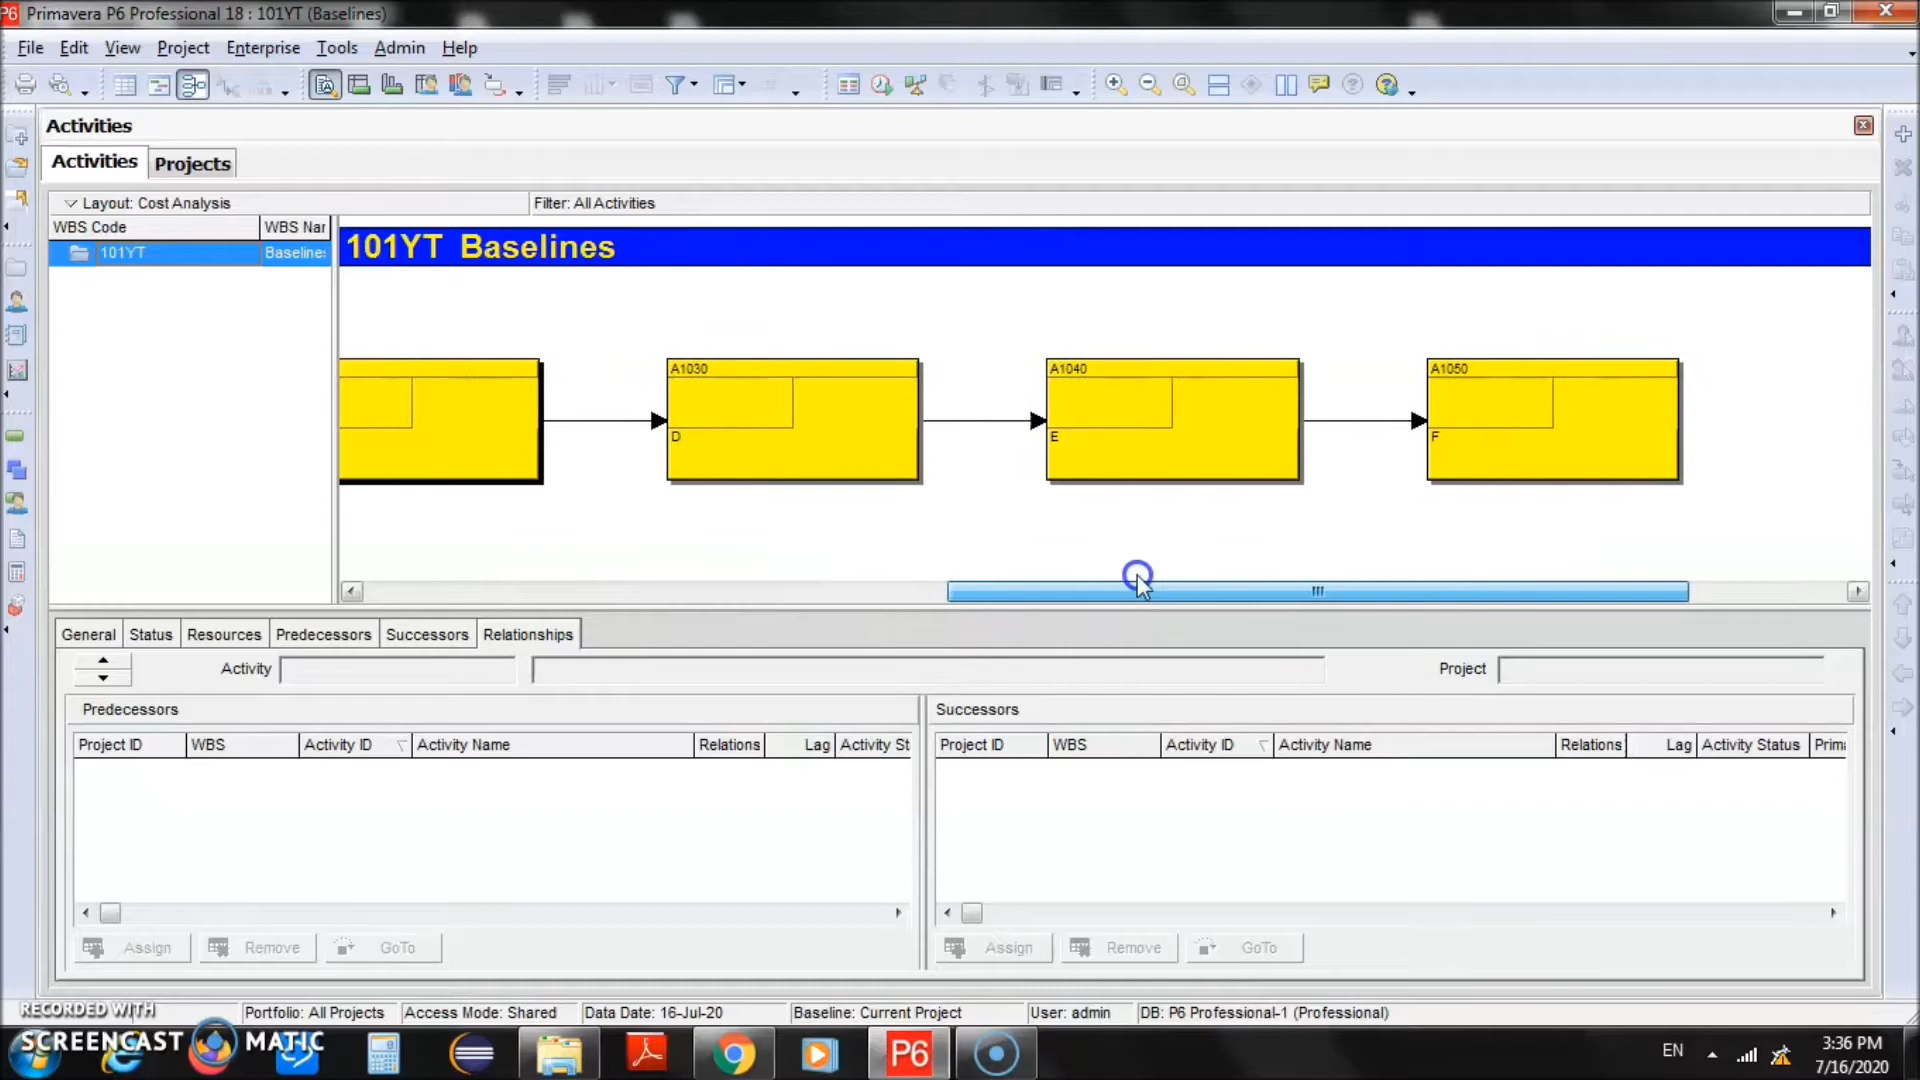 Primavera P6 Professional 18 : 101YT (Baselines)
File Edit View Project Enterprise Tools Admin Help
Activities
Activities Projects
Layout: Cost Analysis Filter: All Activities
WBS Code WBS Nar
101YT Baseline
101YT Baselines
A1030 A1040 A1050
D E F
General Status Resources Predecessors Successors Relationships
Activity Project
Predecessors Successors
Project ID WBS Activity ID Activity Name Relations Lag Activity St Project ID WBS Activity ID Activity Name Relations Lag Activity Status Prima
Assign Remove GoTo Assign Remove GoTo
RECORDED WITH
Portfolio: All Projects Access Mode: Shared Data Date: 16-Jul-20 Baseline: Current Project User: admin DB: P6 Professional-1 (Professional)
SCREENCAST MATIC
P6
EN
3:36 PM
7/16/2020